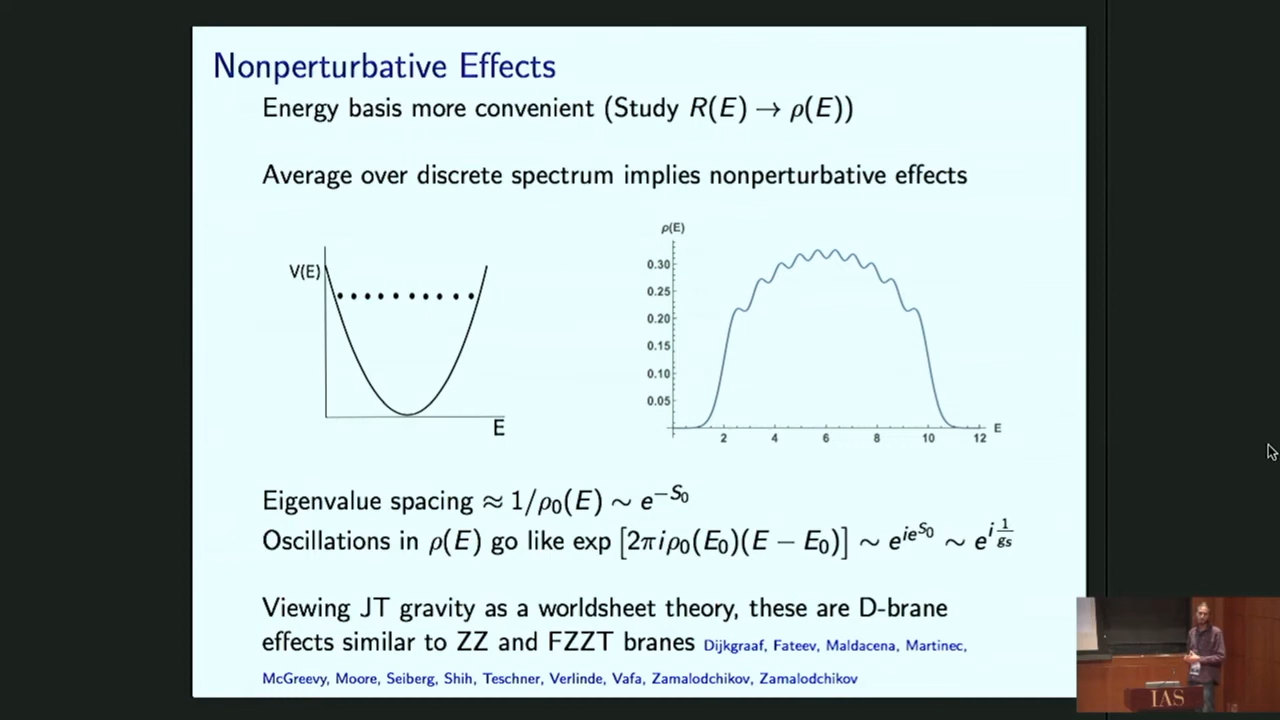 Nonperturbative Effects
Energy basis more convenient (Study R(E) → ρ(E))
Average over discrete spectrum implies nonperturbative effects
V(E)
E
ρ(E)
0.30
0.25
0.20
0.15
0.10
0.05
2 4 6 8 10 12
E
Eigenvalue spacing ≈ 1/ρ₀(E) ∼ e^{−S₀}
Oscillations in ρ(E) go like exp [2πiρ₀(E₀)(E − E₀)] ∼ e^{ie^{S₀}} ∼ e^{i 1/gs}
Viewing JT gravity as a worldsheet theory, these are D-brane
effects similar to ZZ and FZZT branes Dijkgraaf, Fateev, Maldacena, Martinec,
McGreevy, Moore, Seiberg, Shih, Teschner, Verlinde, Vafa, Zamalodchikov, Zamalodchikov
IAS